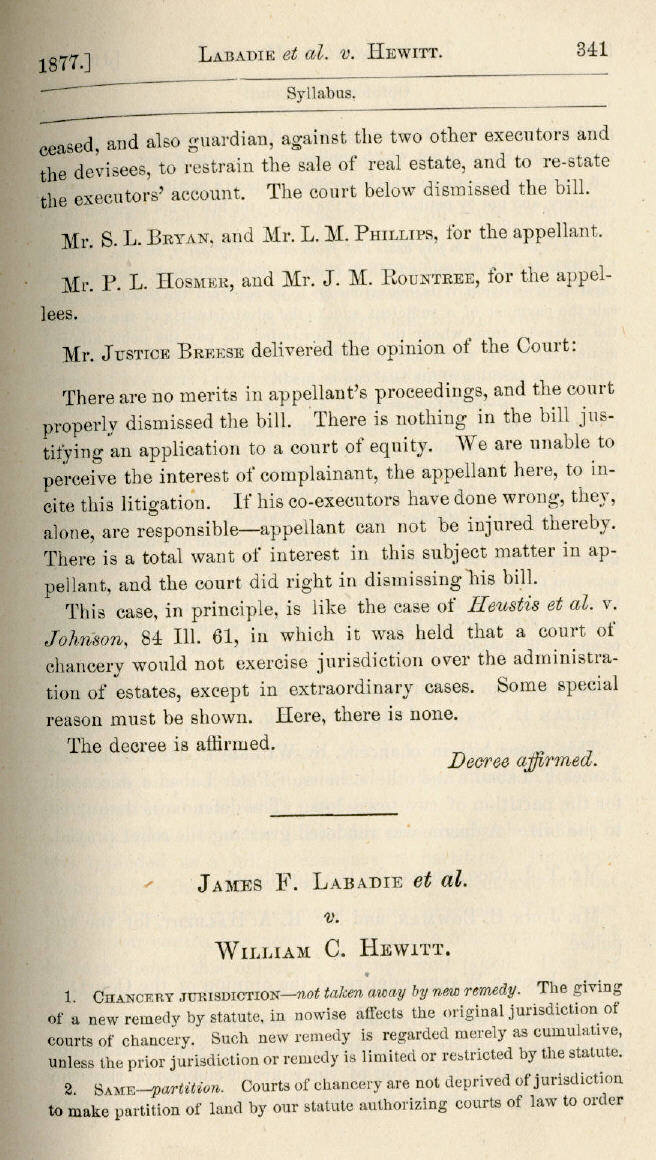 1877.] LABADIE et al. v. HEWITT. 341
Syllabus.
ceased, and also guardian, against the two other executors and
the devisees, to restrain the sale of real estate, and to re-state
the executors' account. The court below dismissed the bill.
Mr. S. L. BRYAN, and Mr. L. M. PHILLIPS, for the appellant.
Mr. P. L. HOSMER, and Mr. J. M. ROUNTREE, for the appel-
lees.
Mr. JUSTICE BREESE delivered the opinion of the Court:
There are no merits in appellant's proceedings, and the court
properly dismissed the bill. There is nothing in the bill jus-
tifying an application to a court of equity. We are unable to
perceive the interest of complainant, the appellant here, to in-
cite this litigation. If his co-executors have done wrong, they,
alone, are responsible—appellant can not be injured thereby.
There is a total want of interest in this subject matter in ap-
pellant, and the court did right in dismissing his bill.
This case, in principle, is like the case of Heustis et al. v.
Johnson, 84 Ill. 61, in which it was held that a court of
chancery would not exercise jurisdiction over the administra-
tion of estates, except in extraordinary cases. Some special
reason must be shown. Here, there is none.
The decree is affirmed.
Decree affirmed.
JAMES F. LABADIE et al.
v.
WILLIAM C. HEWITT.
1. CHANCERY JURISDICTION—not taken away by new remedy. The giving
of a new remedy by statute, in nowise affects the original jurisdiction of
courts of chancery. Such new remedy is regarded merely as cumulative,
unless the prior jurisdiction or remedy is limited or restricted by the statute.
2. SAME—partition. Courts of chancery are not deprived of jurisdiction
to make partition of land by our statute authorizing courts of law to order